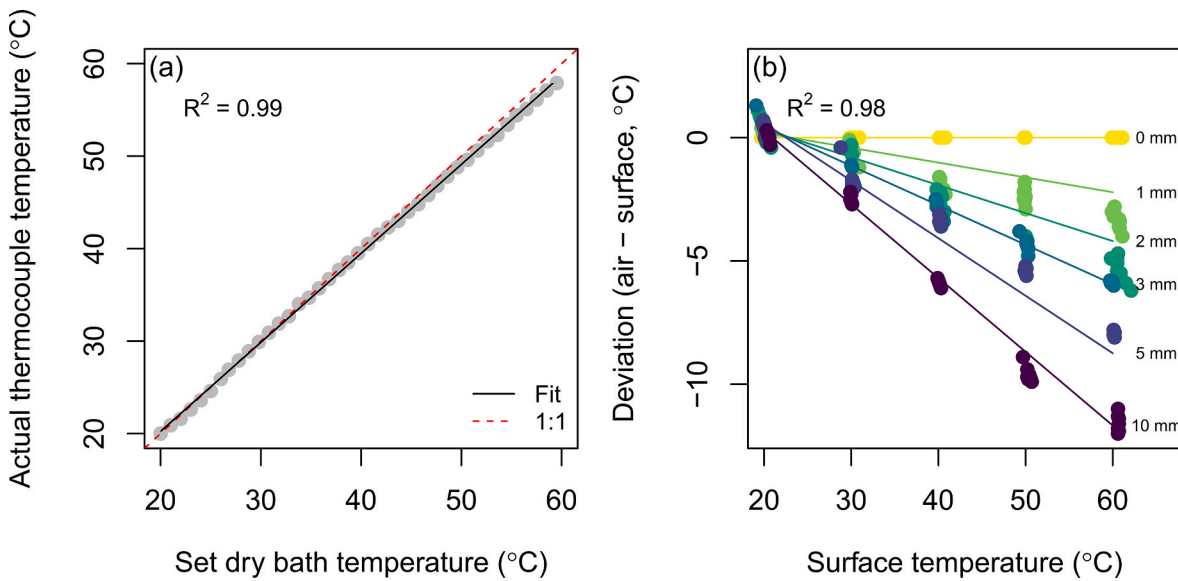 (a)
R² = 0.99
Actual thermocouple temperature (°C)
60
50
40
30
20
Fit
1:1
20 30 40 50 60
Set dry bath temperature (°C)
(b)
R² = 0.98
Deviation (air − surface, °C)
0
−5
−10
0 mm
1 mm
2 mm
3 mm
5 mm
10 mm
20 30 40 50 60
Surface temperature (°C)